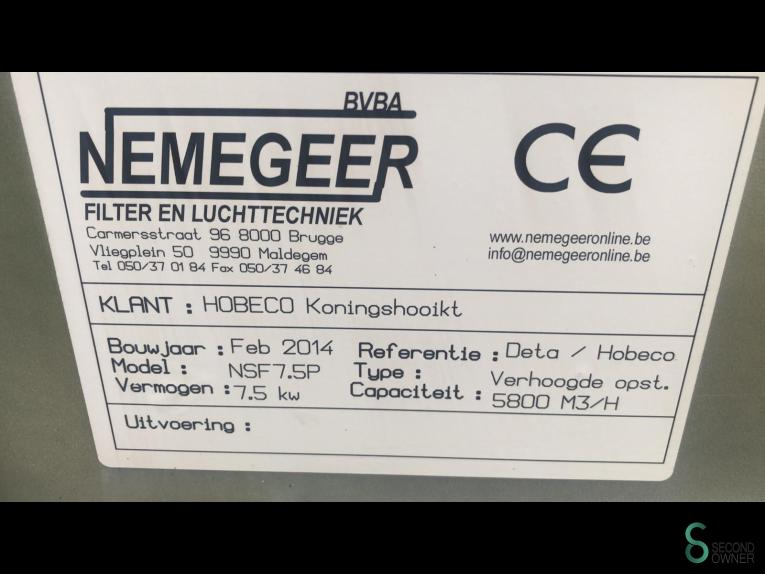 BVBA
NEMEGEER
FILTER EN LUCHTTECHNIEK
Carmersstraat 96 8000 Brugge
Vliegplein 50 9990 Maldegem
Tel 050/37 01 84 Fax 050/37 46 84
CE
www.nemegeeronline.be
info@nemegeeronline.be
KLANT : HOBECO Koningshooikt
Bouwjaar : Feb 2014
Model : NSF7.5P
Vermogen : 7.5 kw
Referentie : Deta / Hobeco
Type : Verhoogde opst.
Capaciteit : 5800 M3/H
Uitvoering :
SECOND
OWNER